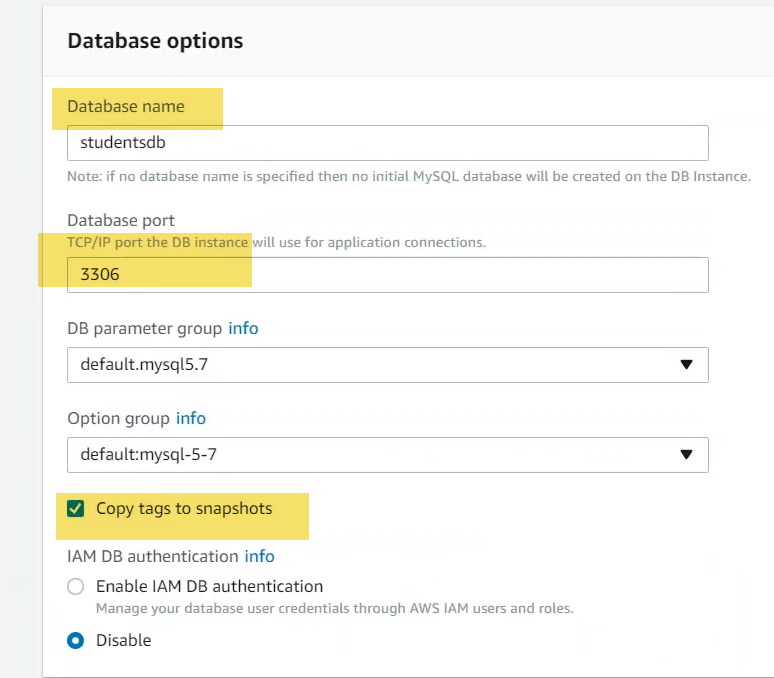 Database options
Database name
studentsdb
Note: if no database name is specified then no initial MySQL database will be created on the DB Instance.
Database port
TCP/IP port the DB instance will use for application connections.
3306
DB parameter group info
default.mysql5.7
Option group info
default:mysql-5-7
Copy tags to snapshots
IAM DB authentication info
Enable IAM DB authentication
Manage your database user credentials through AWS IAM users and roles.
Disable